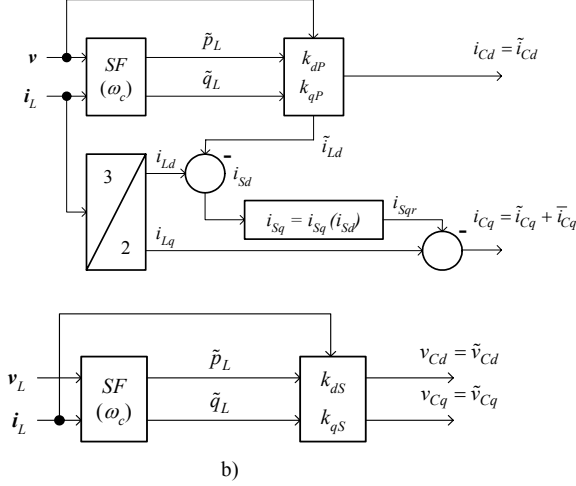 p̃_L
i_Cd = ĩ_Cd
v
SF
(ω_c)
k_dP
q̃_L
k_qP
i_L
ĩ_Ld
i_Ld
-
i_Sd
3
i_Sqr
i_Cq = ĩ_Cq + i̅_Cq
i_Sq = i_Sq (i_Sd)
-
2
i_Lq
p̃_L
v_Cd = ṽ_Cd
v_L
SF
(ω_c)
k_dS
q̃_L
v_Cq = ṽ_Cq
i_L
k_qS
b)